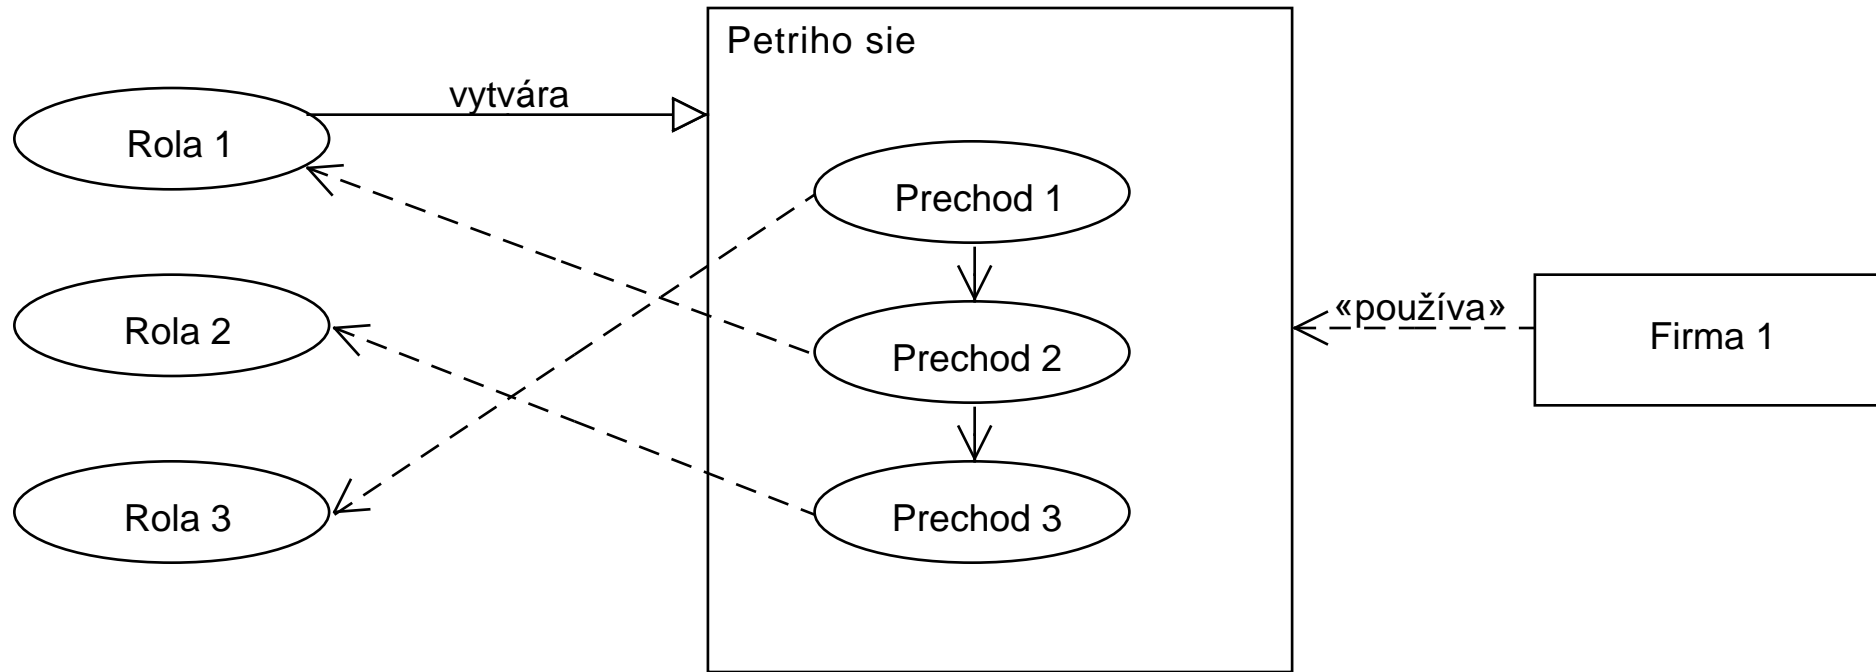 Petriho sie
vytvára
Rola 1
Prechod 1
Rola 2
«používa»
Firma 1
Prechod 2
Rola 3
Prechod 3